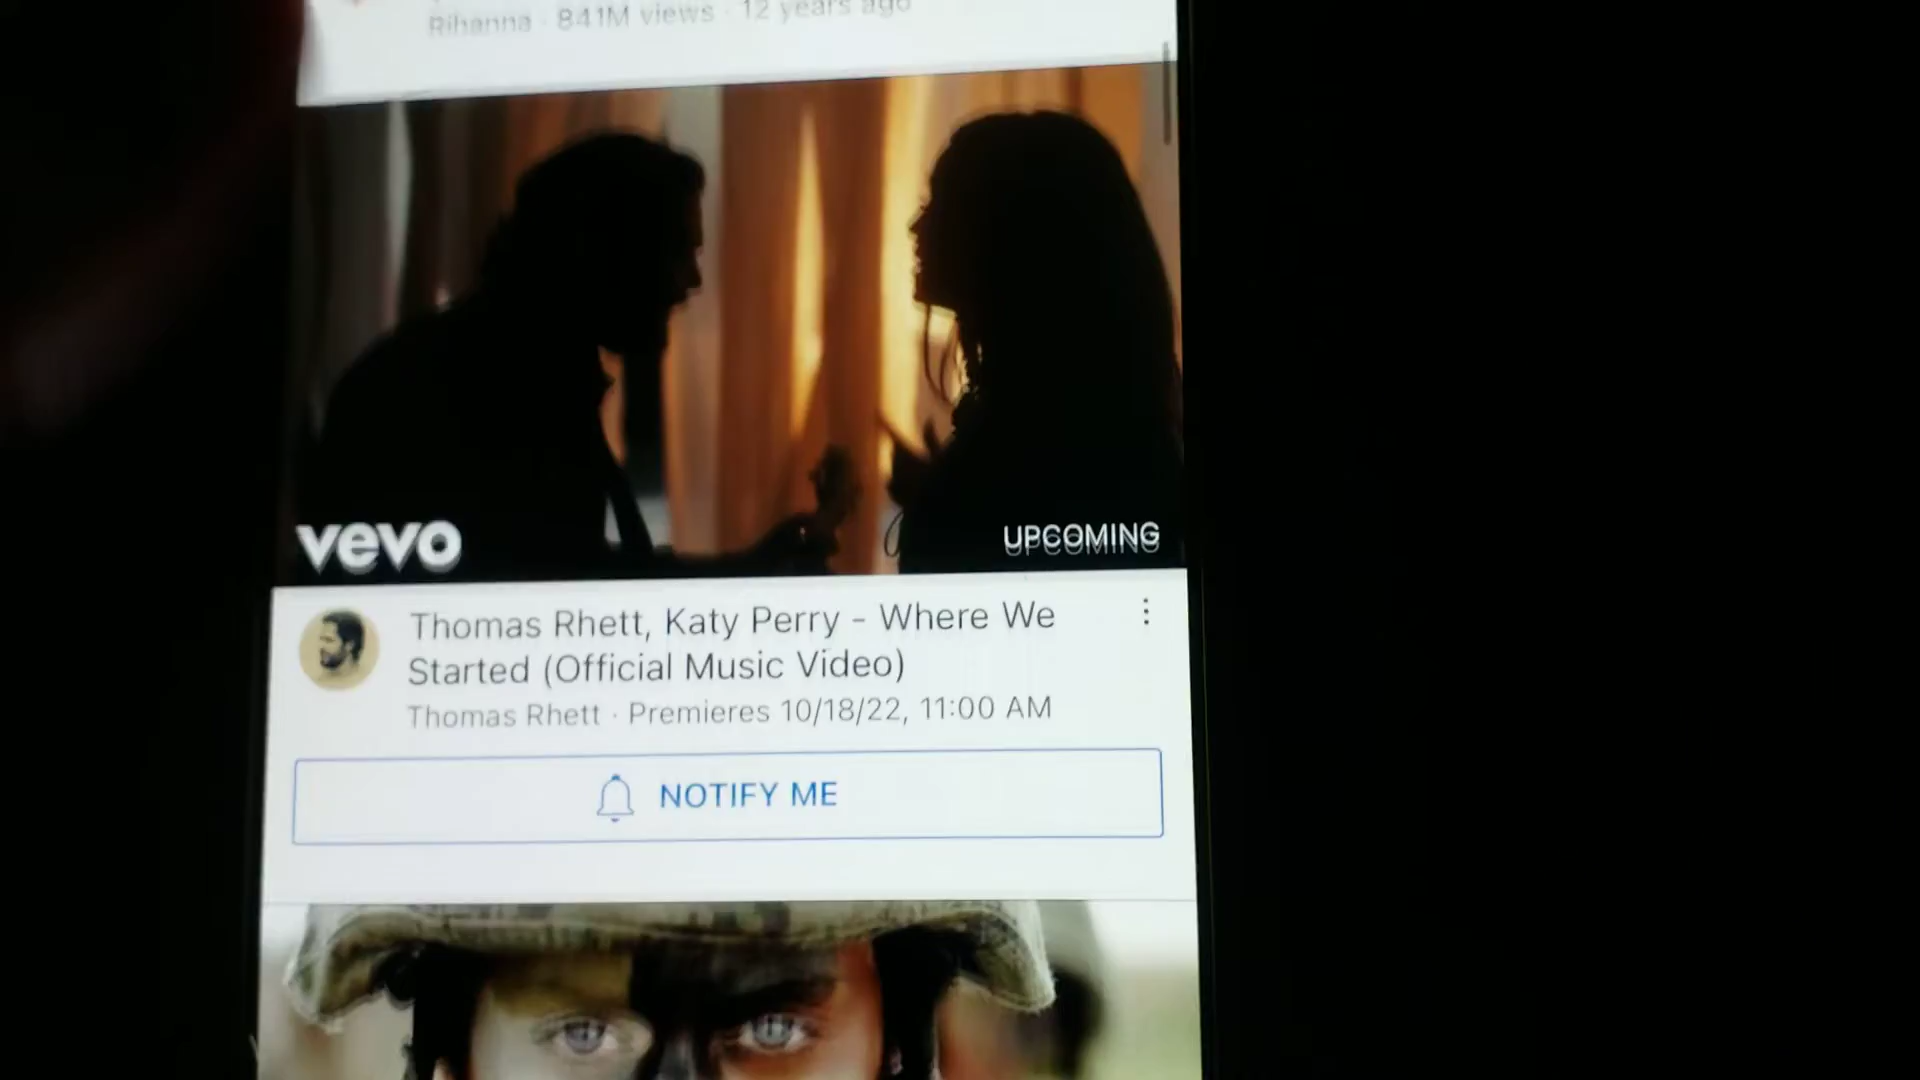 Rihanna · 841M views · 12 years ago
vevo
UPCOMING
Thomas Rhett, Katy Perry - Where We
Started (Official Music Video)
Thomas Rhett · Premieres 10/18/22, 11:00 AM
NOTIFY ME